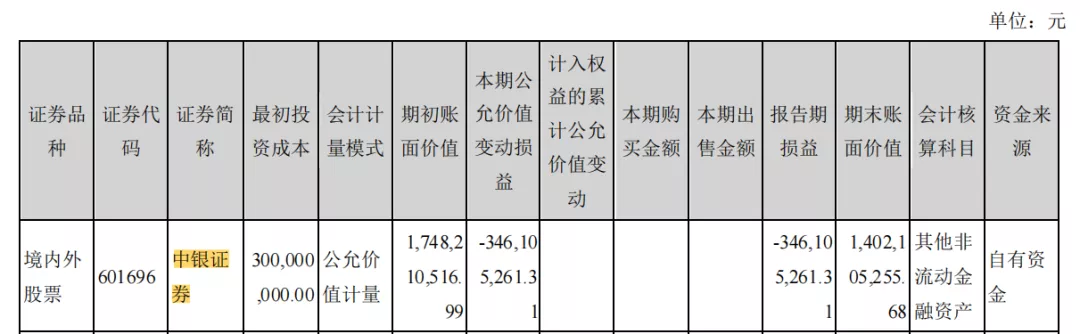 单位：元
证券品种
证券代码
证券简称
最初投资成本
会计计量模式
期初账面价值
本期公允价值变动损益
计入权益的累计公允价值变动
本期购买金额
本期出售金额
报告期损益
期末账面价值
会计核算科目
资金来源
境内外股票
601696
中银证券
300,000,000.00
公允价值计量
1,748,210,516.99
-346,105,261.31
-346,105,261.31
1,402,105,255.68
其他非流动金融资产
自有资金